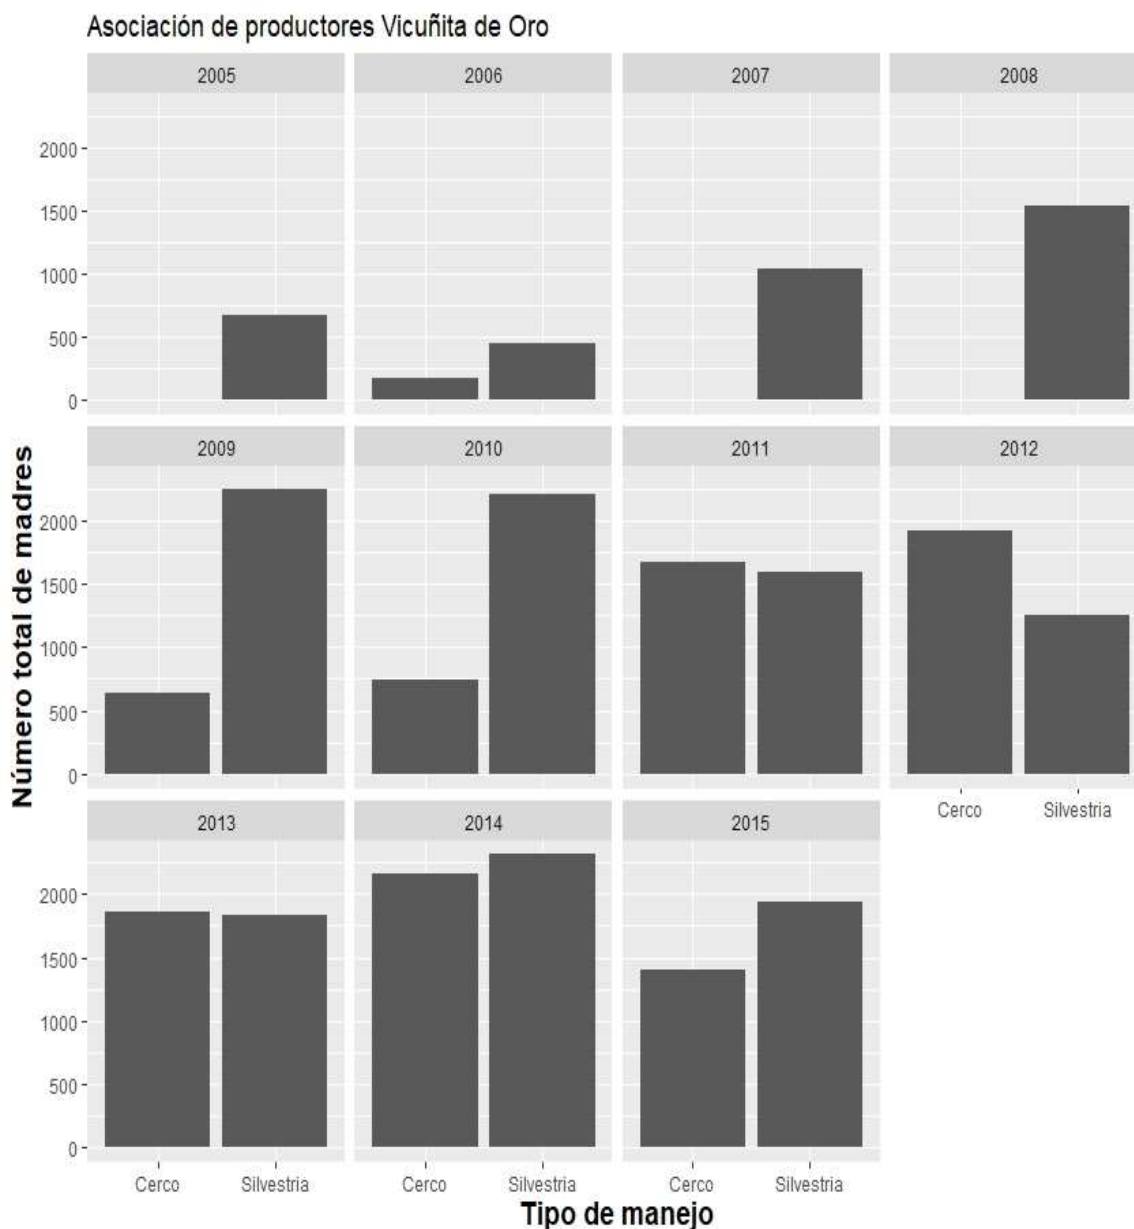 Asociación de productores Vicuñita de Oro
2005 2006 2007 2008
2000
1500
1000
500
0
2009 2010 2011 2012
2000
1500
1000
500
0
Cerco Silvestria
2013 2014 2015
2000
1500
1000
500
0
Cerco Silvestria Cerco Silvestria Cerco Silvestria
Número total de madres
Tipo de manejo